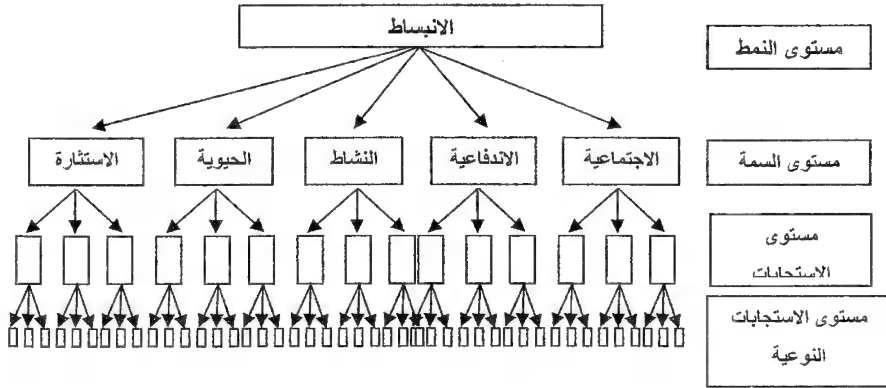 الانبساط
مستوى النمط
الاجتماعية
الاندفاعية
النشاط
الحيوية
الاستثارة
مستوى السمة
مستوى
الاستجابات
مستوى الاستجابات
النوعية